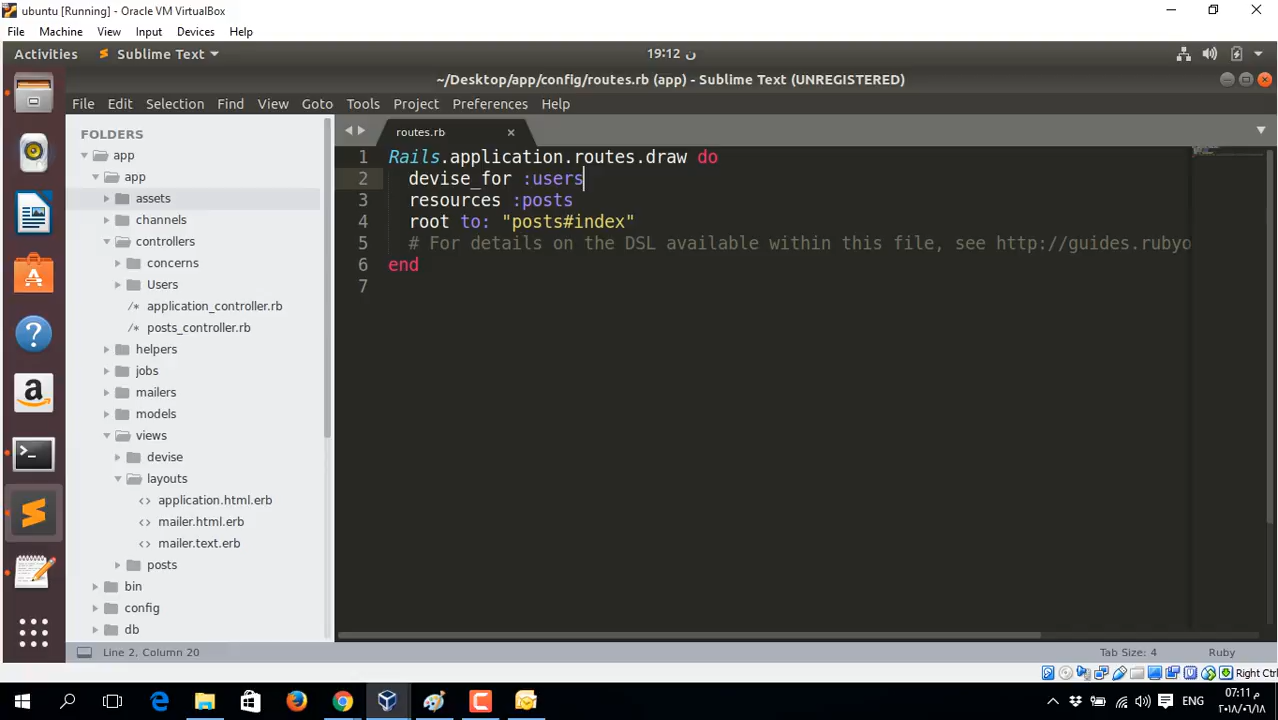 ubuntu [Running] - Oracle VM VirtualBox
File Machine View Input Devices Help
Activities Sublime Text 19:12 ن
~/Desktop/app/config/routes.rb (app) - Sublime Text (UNREGISTERED)
File Edit Selection Find View Goto Tools Project Preferences Help
FOLDERS
app
app
assets
channels
controllers
concerns
Users
/* application_controller.rb
/* posts_controller.rb
helpers
jobs
mailers
models
views
devise
layouts
<> application.html.erb
<> mailer.html.erb
<> mailer.text.erb
posts
bin
config
db
routes.rb ×
1 Rails.application.routes.draw do
2 devise_for :users
3 resources :posts
4 root to: "posts#index"
5 # For details on the DSL available within this file, see http://guides.rubyo
6 end
7
Line 2, Column 20 Tab Size: 4 Ruby
Right Ctrl
ENG
07:11 م
٢٠١٨/٠٦/١٨